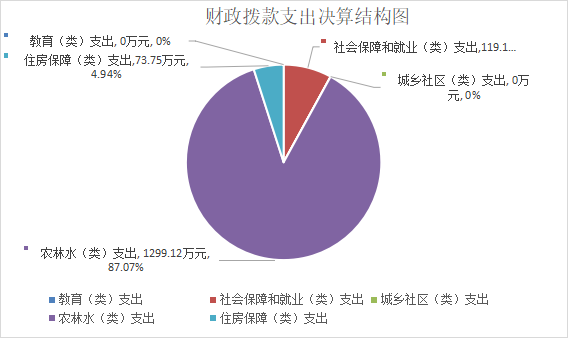 财政拨款支出决算结构图
教育（类）支出, 0万元, 0%
住房保障（类）支出,73.75万元,
4.94%
社会保障和就业（类）支出,119.1...
城乡社区（类）支出, 0万
元, 0%
农林水（类）支出, 1299.12万元,
87.07%
教育（类）支出
社会保障和就业（类）支出
城乡社区（类）支出
农林水（类）支出
住房保障（类）支出